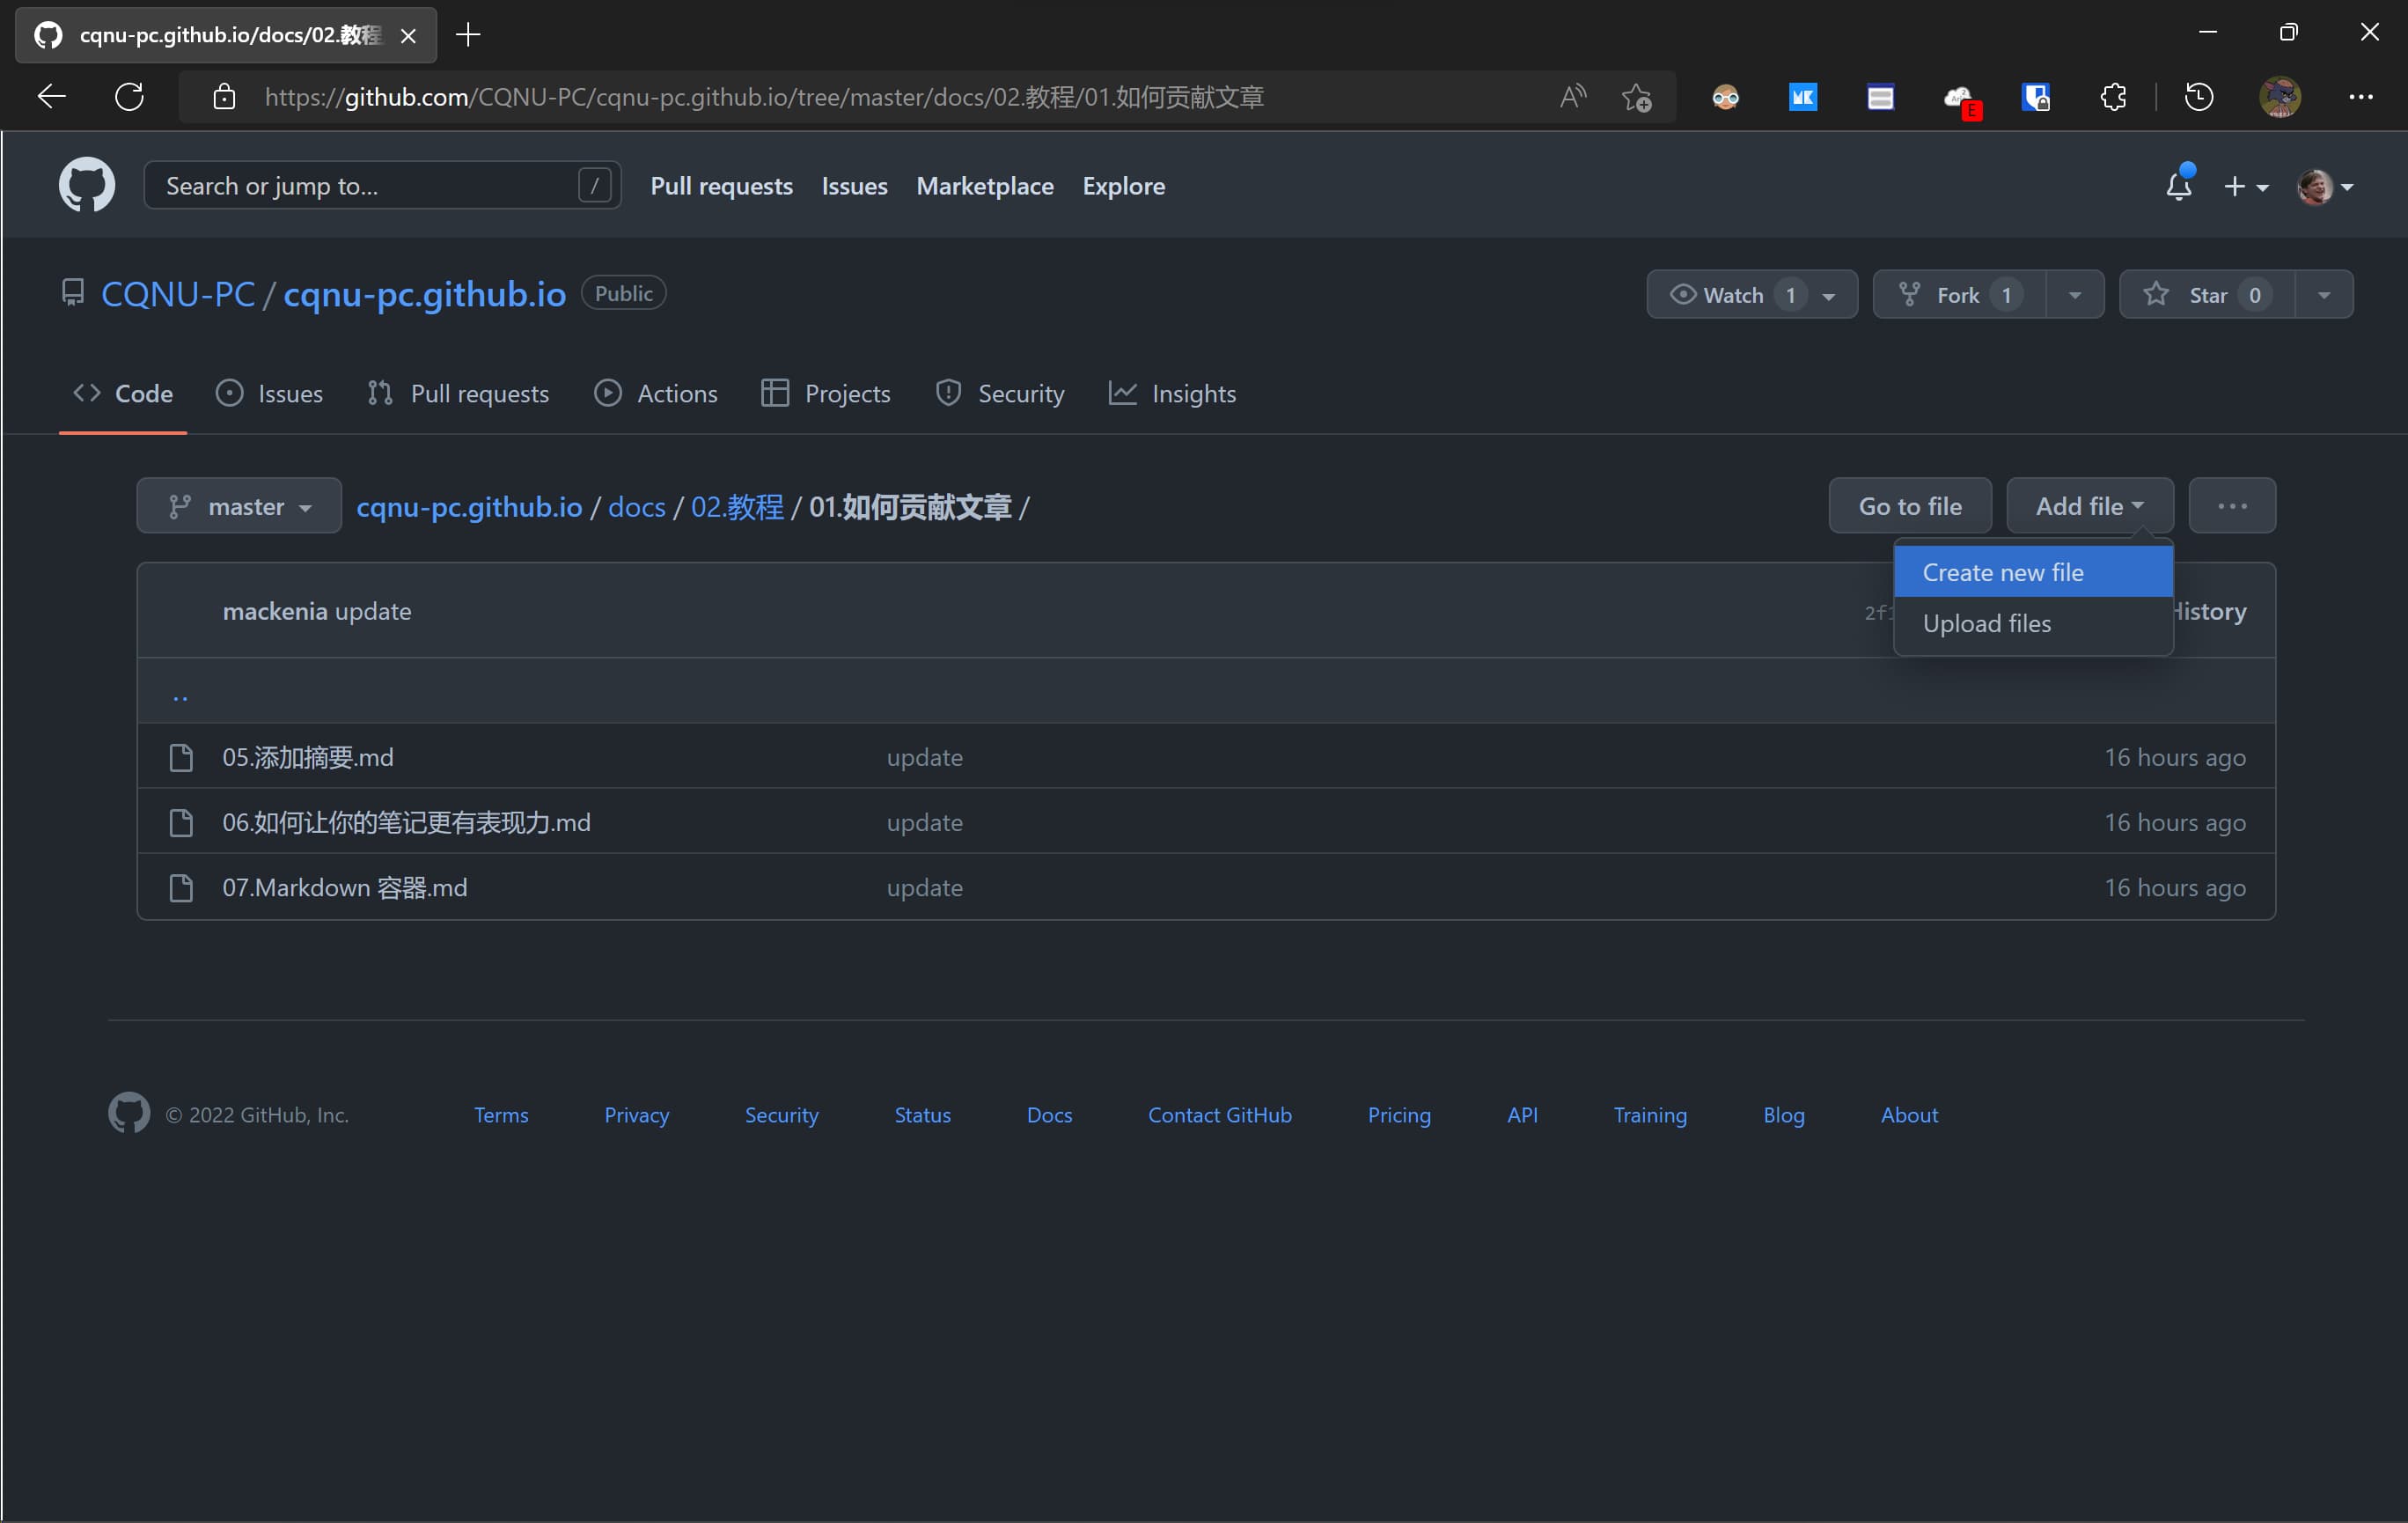 cqnu-pc.github.io/docs/02.教程
https://github.com/CQNU-PC/cqnu-pc.github.io/tree/master/docs/02.教程/01.如何贡献文章
Search or jump to... / Pull requests Issues Marketplace Explore
CQNU-PC / cqnu-pc.github.io Public Watch 1 Fork 1 Star 0
Code Issues Pull requests Actions Projects Security Insights
master cqnu-pc.github.io / docs / 02.教程 / 01.如何贡献文章 / Go to file Add file ...
Create new file
mackenia update
Upload files
..
05.添加摘要.md update 16 hours ago
06.如何让你的笔记更有表现力.md update 16 hours ago
07.Markdown 容器.md update 16 hours ago
© 2022 GitHub, Inc. Terms Privacy Security Status Docs Contact GitHub Pricing API Training Blog About